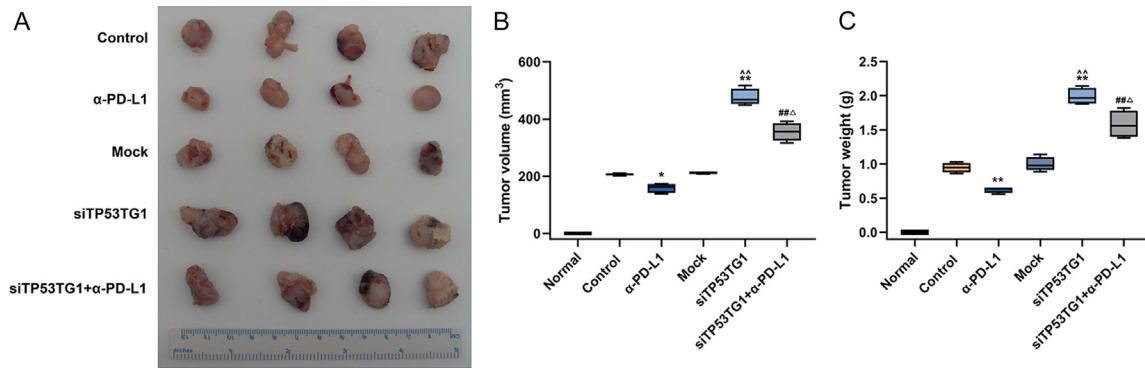 A
Control
α-PD-L1
Mock
siTP53TG1
siTP53TG1+α-PD-L1
B
Tumor volume (mm³)
600
400
200
0
^^
**
##△
*
Normal
Control
α-PD-L1
Mock
siTP53TG1
siTP53TG1+α-PD-L1
C
Tumor weight (g)
2.5
2.0
1.5
1.0
0.5
0.0
^^
**
##△
**
Normal
Control
α-PD-L1
Mock
siTP53TG1
siTP53TG1+α-PD-L1